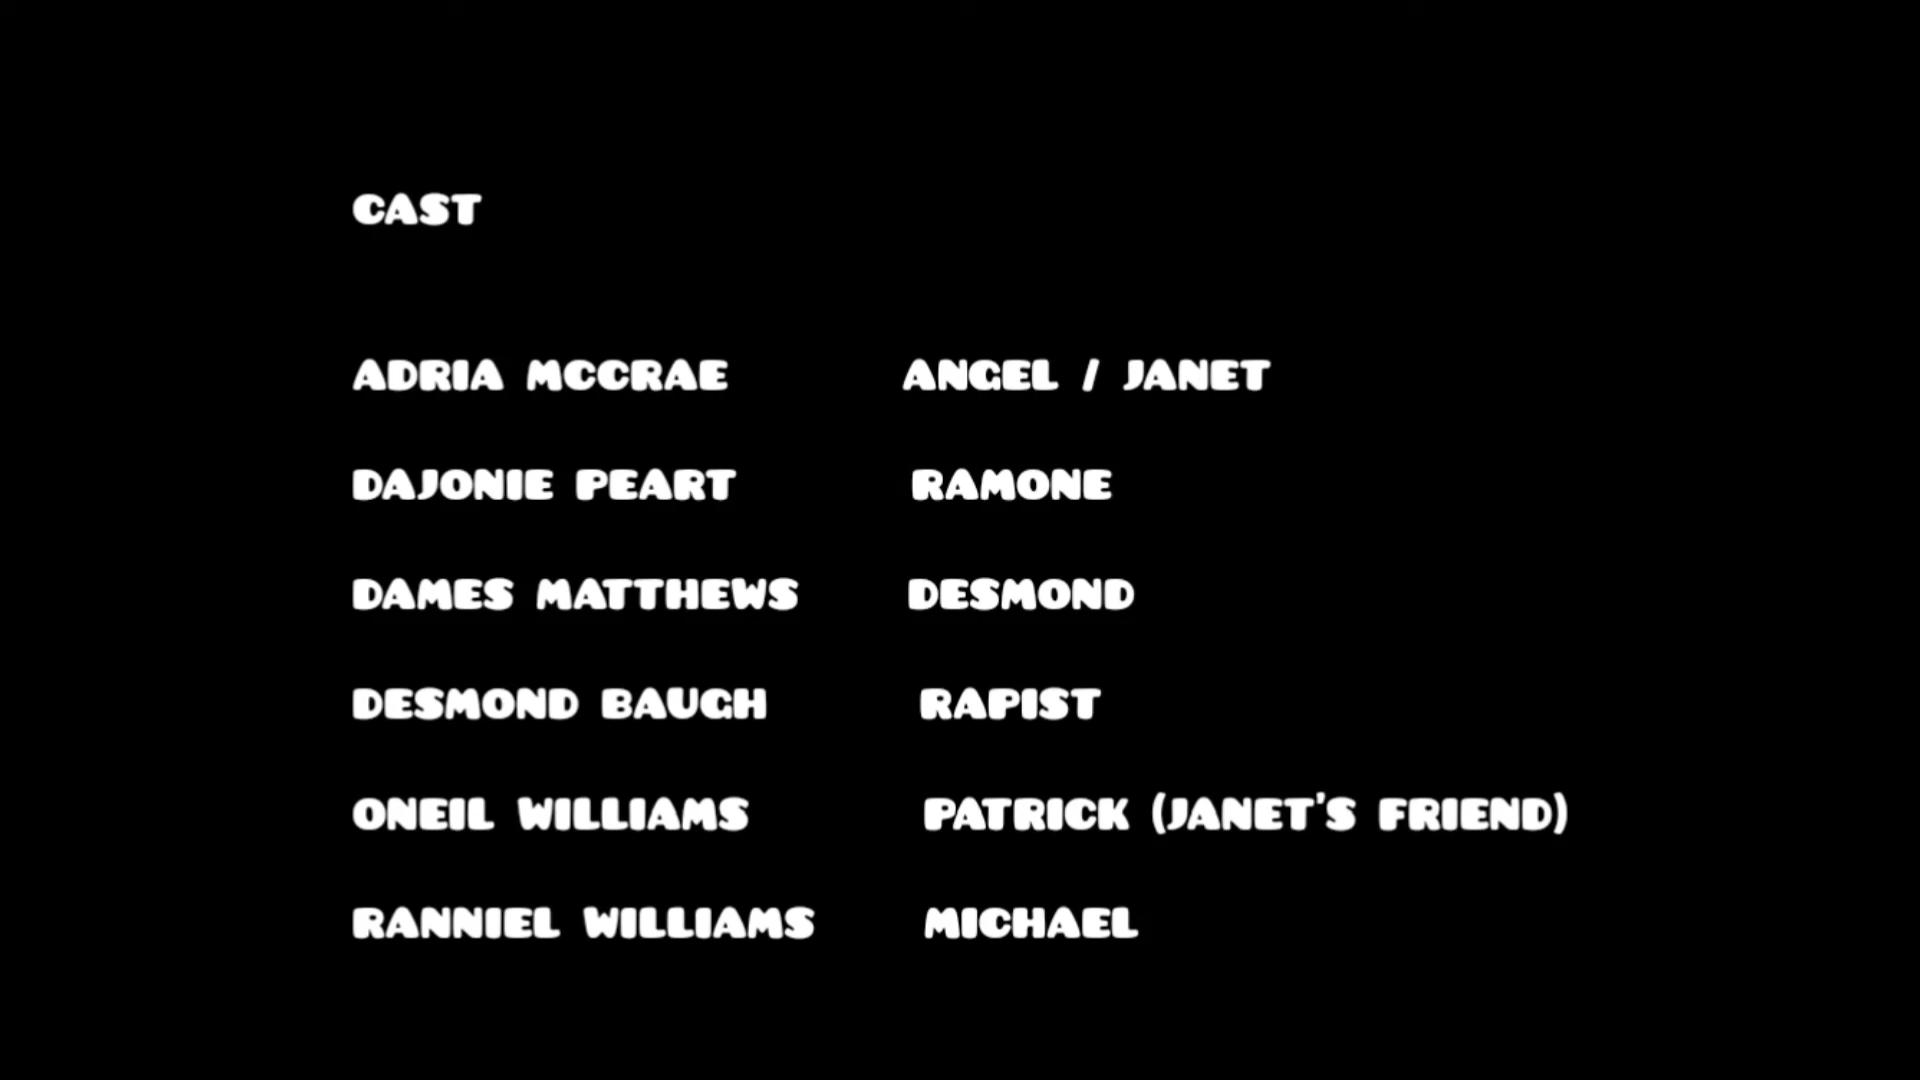 CAST
ADRIA MCCRAE ANGEL / JANET
DAJONIE PEART RAMONE
DAMES MATTHEWS DESMOND
DESMOND BAUGH RAPIST
ONEIL WILLIAMS PATRICK (JANET'S FRIEND)
RANNIEL WILLIAMS MICHAEL